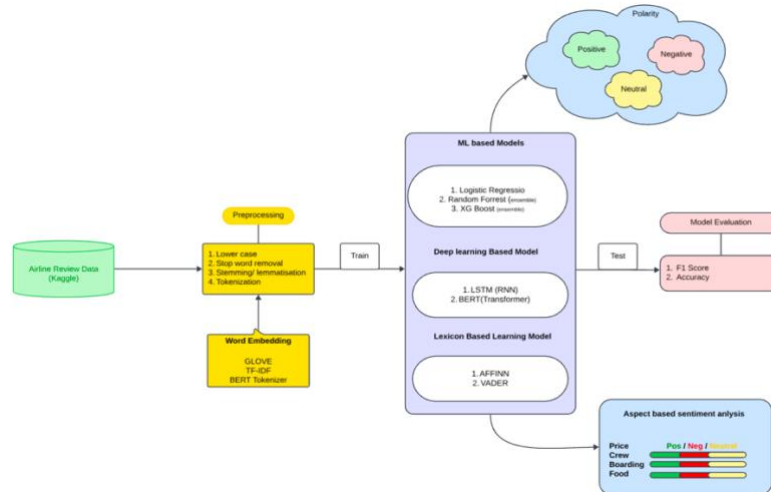 Polarity
Positive
Negative
Neutral
ML based Models
1. Logistic Regressio
2. Random Forrest (ensemble)
3. XG Boost (ensemble)
Preprocessing
1. Lower case
2. Stop word removal
3. Stemming/ lemmatisation
4. Tokenization
Airline Review Data
(Kaggle)
Train
Deep learning Based Model
1. LSTM (RNN)
2. BERT(Transformer)
Test
Model Evaluation
1. F1 Score
2. Accuracy
Word Embedding
GLOVE
TF-IDF
BERT Tokenizer
Lexicon Based Learning Model
1. AFFINN
2. VADER
Aspect based sentiment anlysis
Price Pos / Neg / Neutral
Crew
Boarding
Food